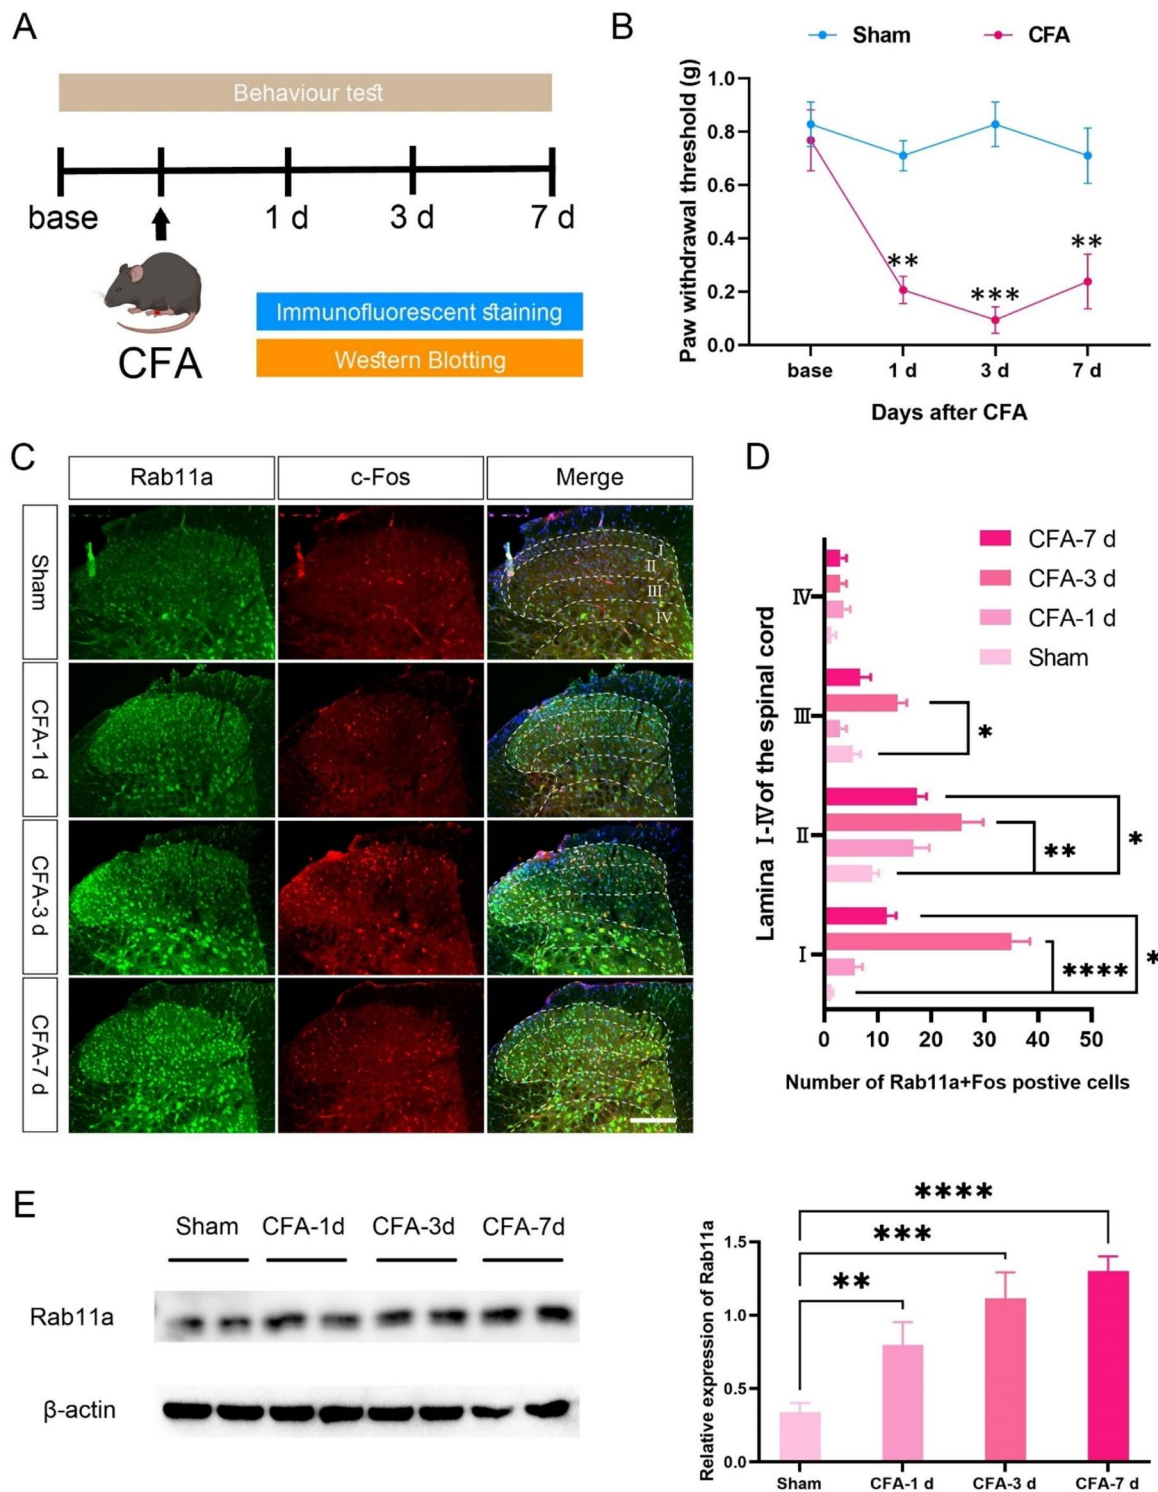 A
Behaviour test
base
1 d
3 d
7 d
CFA
Immunofluorescent staining
Western Blotting
B
Sham
CFA
Paw withdrawal threshold (g)
1.0
0.8
0.6
0.4
0.2
0.0
**
***
**
base
1 d
3 d
7 d
Days after CFA
C
Rab11a
c-Fos
Merge
Sham
CFA-1 d
CFA-3 d
CFA-7 d
I
II
III
IV
D
CFA-7 d
CFA-3 d
CFA-1 d
Sham
Lamina I-IV of the spinal cord
IV
III
II
I
*
**
*
****
*
0
10
20
30
40
50
Number of Rab11a+Fos postive cells
E
Sham
CFA-1d
CFA-3d
CFA-7d
Rab11a
β-actin
Relative expression of Rab11a
1.5
1.0
0.5
0.0
****
***
**
Sham
CFA-1 d
CFA-3 d
CFA-7 d